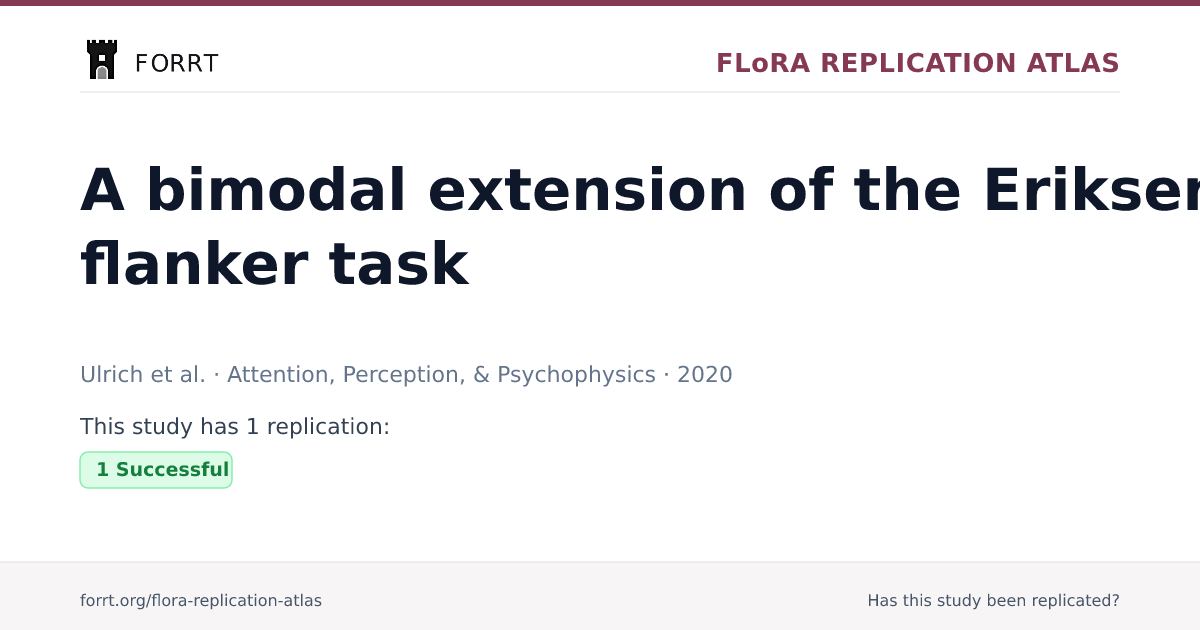 FORRT
FLoRA REPLICATION ATLAS
A bimodal extension of the Eriksen
flanker task
Ulrich et al. · Attention, Perception, & Psychophysics · 2020
This study has 1 replication:
1 Successful
forrt.org/flora-replication-atlas
Has this study been replicated?